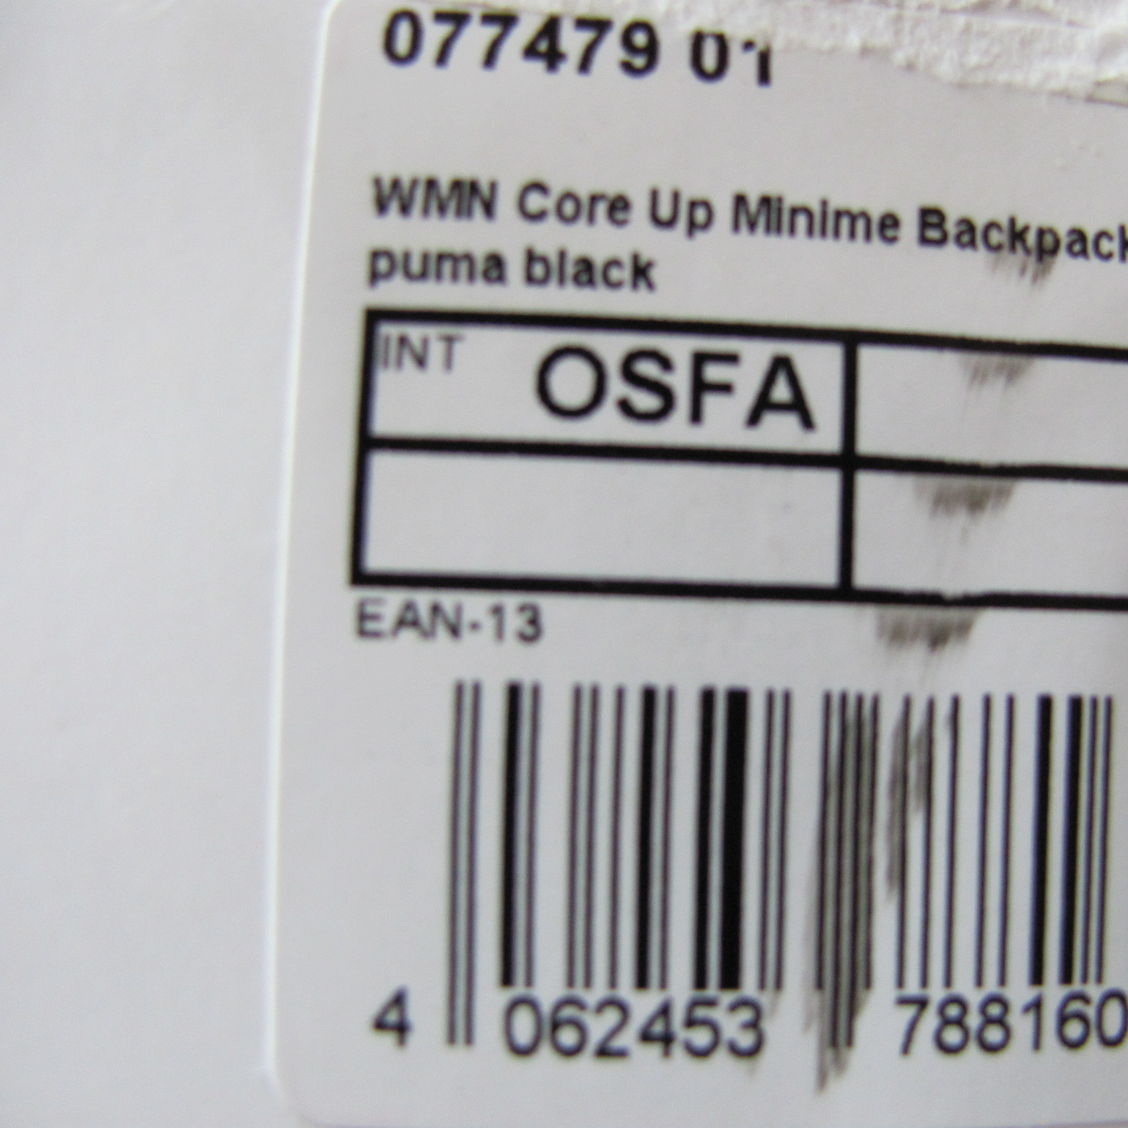 077479 01
WMN Core Up Minime Backpack
puma black
INT OSFA
EAN-13
4 062453 788160